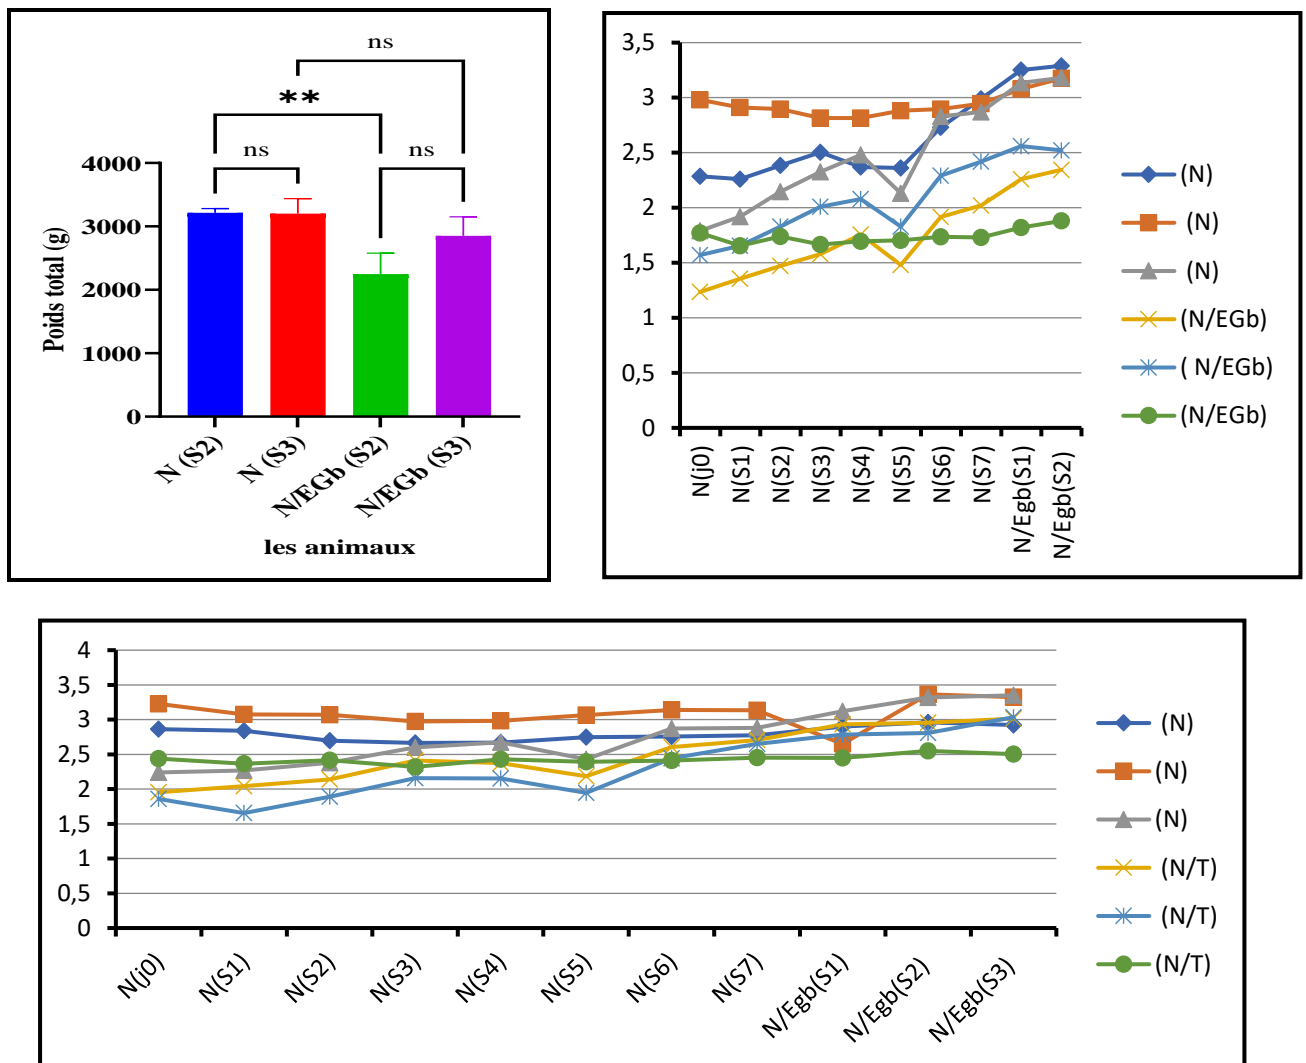 ns
**
ns
ns
4000
3000
2000
1000
0
Poids total (g)
N (S2)
N (S3)
N/EGb (S2)
N/EGb (S3)
les animaux
3,5
3
2,5
2
1,5
1
0,5
0
N(j0)
N(S1)
N(S2)
N(S3)
N(S4)
N(S5)
N(S6)
N(S7)
N/Egb(S1)
N/Egb(S2)
(N)
(N)
(N)
(N/EGb)
( N/EGb)
(N/EGb)
4
3,5
3
2,5
2
1,5
1
0,5
0
N(j0)
N(S1)
N(S2)
N(S3)
N(S4)
N(S5)
N(S6)
N(S7)
N/Egb(S1)
N/Egb(S2)
N/Egb(S3)
(N)
(N)
(N)
(N/T)
(N/T)
(N/T)